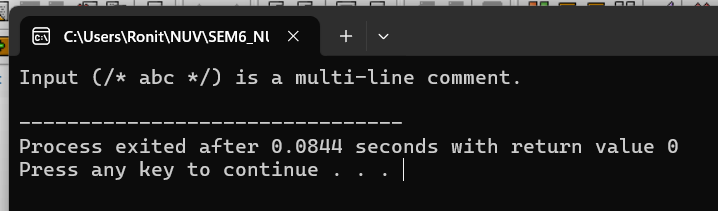 C:\Users\Ronit\NUV\SEM6_NU
Input (/* abc */) is a multi-line comment.
--------------------------------
Process exited after 0.0844 seconds with return value 0
Press any key to continue . . .